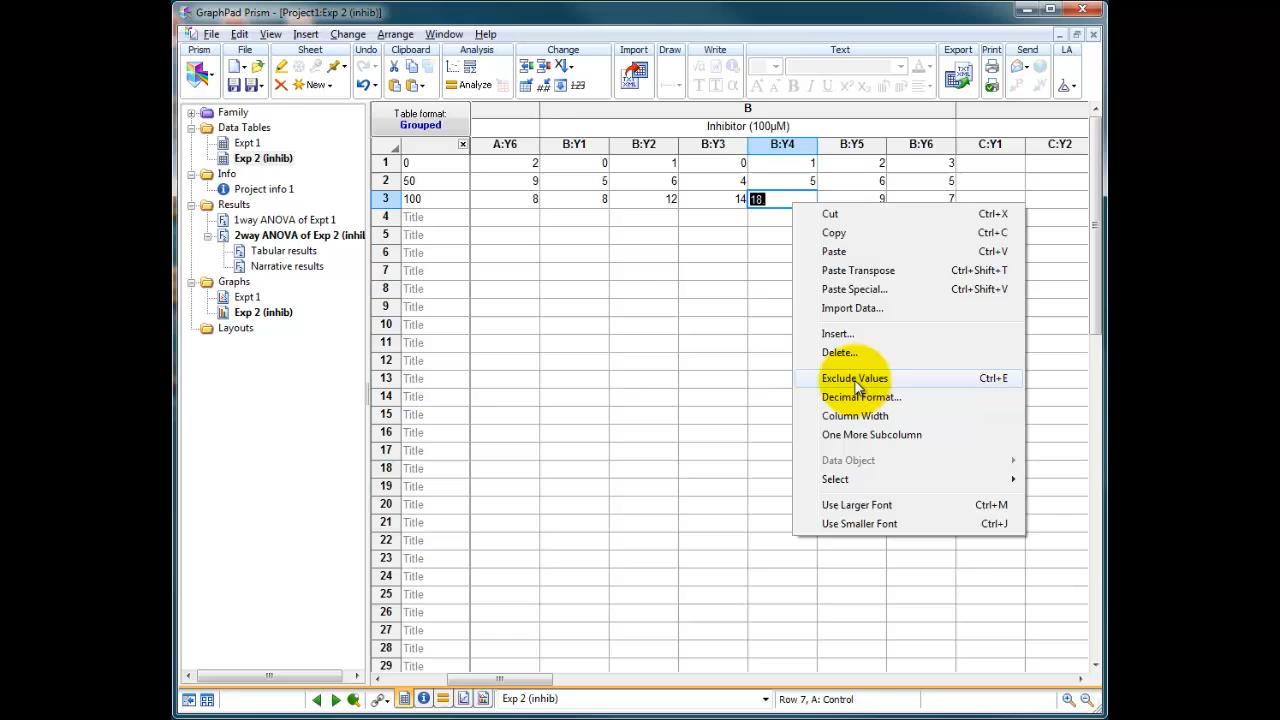 GraphPad Prism - [Project1:Exp 2 (inhib)]
File Edit View Insert Change Arrange Window Help
Prism File Sheet Undo Clipboard Analysis Change Import Draw Write Text Export Print Send LA
New
Analyze
123
Family
Data Tables
Expt 1
Exp 2 (inhib)
Info
Project info 1
Results
1way ANOVA of Expt 1
2way ANOVA of Exp 2 (inhil
Tabular results
Narrative results
Graphs
Expt 1
Exp 2 (inhib)
Layouts
Table format:
Grouped
B
Inhibitor (100µM)
A:Y6 B:Y1 B:Y2 B:Y3 B:Y4 B:Y5 B:Y6 C:Y1 C:Y2
1 0 2 0 1 0 1 2 3
2 50 9 5 6 4 5 6 5
3 100 8 8 12 14 18 9 7
4 Title
5 Title
6 Title
7 Title
8 Title
9 Title
10 Title
11 Title
12 Title
13 Title
14 Title
15 Title
16 Title
17 Title
18 Title
19 Title
20 Title
21 Title
22 Title
23 Title
24 Title
25 Title
26 Title
27 Title
28 Title
29 Title
Cut Ctrl+X
Copy Ctrl+C
Paste Ctrl+V
Paste Transpose Ctrl+Shift+T
Paste Special... Ctrl+Shift+V
Import Data...
Insert...
Delete...
Exclude Values Ctrl+E
Decimal Format...
Column Width
One More Subcolumn
Data Object
Select
Use Larger Font Ctrl+M
Use Smaller Font Ctrl+J
Exp 2 (inhib)
Row 7, A: Control